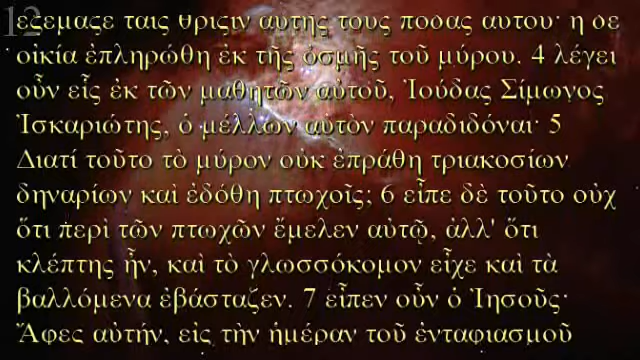 12
ἐξέμαξε ταῖς θριξὶν αὐτῆς τοὺς πόδας αὐτοῦ· ἡ δὲ
οἰκία ἐπληρώθη ἐκ τῆς ὀσμῆς τοῦ μύρου. 4 λέγει
οὖν εἷς ἐκ τῶν μαθητῶν αὐτοῦ, Ἰούδας Σίμωνος
Ἰσκαριώτης, ὁ μέλλων αὐτὸν παραδιδόναι· 5
Διατί τοῦτο τὸ μύρον οὐκ ἐπράθη τριακοσίων
δηναρίων καὶ ἐδόθη πτωχοῖς; 6 εἶπε δὲ τοῦτο οὐχ
ὅτι περὶ τῶν πτωχῶν ἔμελεν αὐτῷ, ἀλλ' ὅτι
κλέπτης ἦν, καὶ τὸ γλωσσόκομον εἶχε καὶ τὰ
βαλλόμενα ἐβάσταζεν. 7 εἶπεν οὖν ὁ Ἰησοῦς·
Ἄφες αὐτήν, εἰς τὴν ἡμέραν τοῦ ἐνταφιασμοῦ